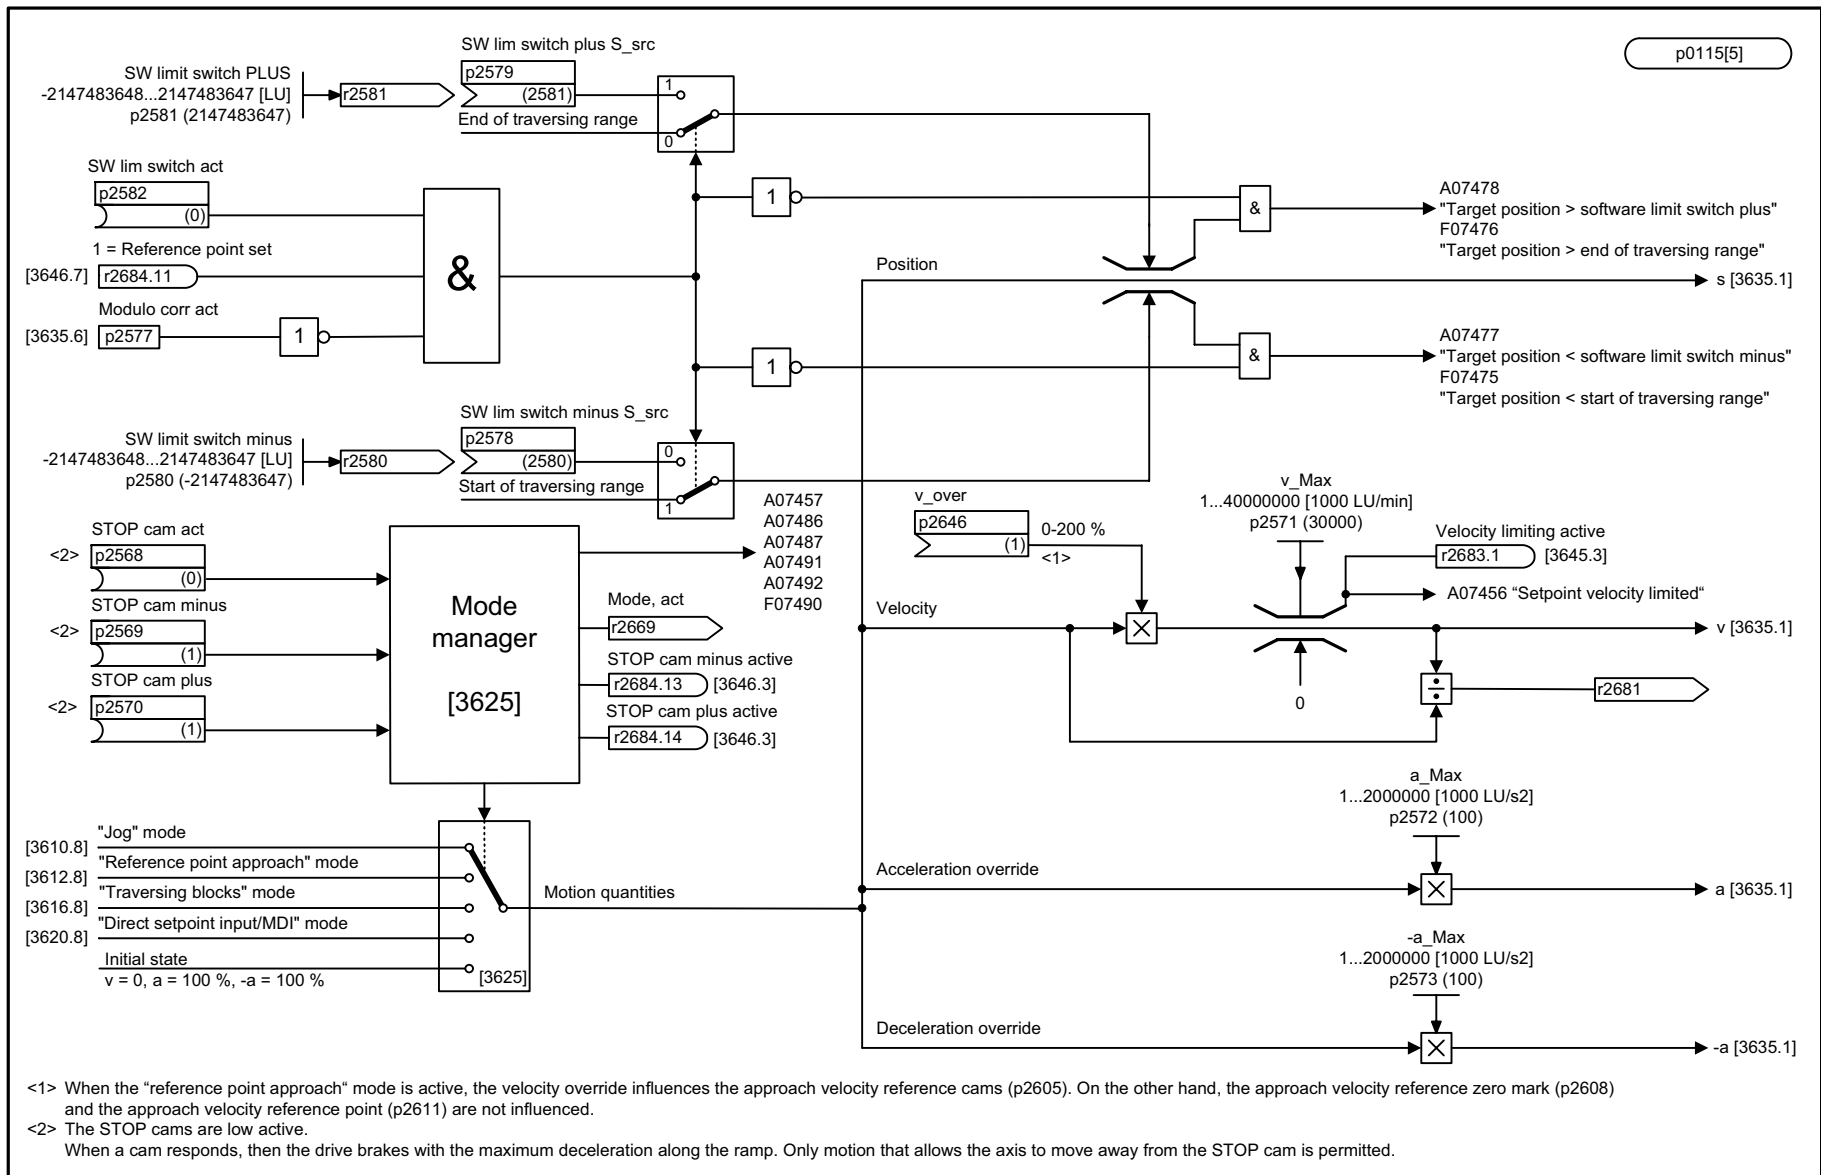 p0115[5]
SW lim switch plus S_src
SW limit switch PLUS
-2147483648...2147483647 [LU]
p2581 (2147483647)
r2581
p2579
(2581)
End of traversing range
1
0
SW lim switch act
p2582
(0)
1 = Reference point set
[3646.7]
r2684.11
Modulo corr act
[3635.6]
p2577
1
&
1
&
A07478
"Target position > software limit switch plus"
F07476
"Target position > end of traversing range"
Position
s [3635.1]
1
&
A07477
"Target position < software limit switch minus"
F07475
"Target position < start of traversing range"
SW lim switch minus S_src
SW limit switch minus
-2147483648...2147483647 [LU]
p2580 (-2147483647)
r2580
p2578
(2580)
Start of traversing range
0
1
STOP cam act
<2>
p2568
(0)
STOP cam minus
<2>
p2569
(1)
STOP cam plus
<2>
p2570
(1)
Mode
manager
[3625]
A07457
A07486
A07487
A07491
A07492
F07490
Mode, act
r2669
STOP cam minus active
r2684.13
[3646.3]
STOP cam plus active
r2684.14
[3646.3]
v_over
p2646
(1)
0-200 %
<1>
v_Max
1...40000000 [1000 LU/min]
p2571 (30000)
Velocity limiting active
r2683.1
[3645.3]
A07456 “Setpoint velocity limited“
Velocity
v [3635.1]
0
r2681
"Jog" mode
[3610.8]
"Reference point approach" mode
[3612.8]
"Traversing blocks" mode
[3616.8]
"Direct setpoint input/MDI" mode
[3620.8]
Initial state
v = 0, a = 100 %, -a = 100 %
[3625]
Motion quantities
a_Max
1...2000000 [1000 LU/s2]
p2572 (100)
Acceleration override
a [3635.1]
-a_Max
1...2000000 [1000 LU/s2]
p2573 (100)
Deceleration override
-a [3635.1]
<1> When the “reference point approach“ mode is active, the velocity override influences the approach velocity reference cams (p2605). On the other hand, the approach velocity reference zero mark (p2608)
and the approach velocity reference point (p2611) are not influenced.
<2> The STOP cams are low active.
When a cam responds, then the drive brakes with the maximum deceleration along the ramp. Only motion that allows the axis to move away from the STOP cam is permitted.